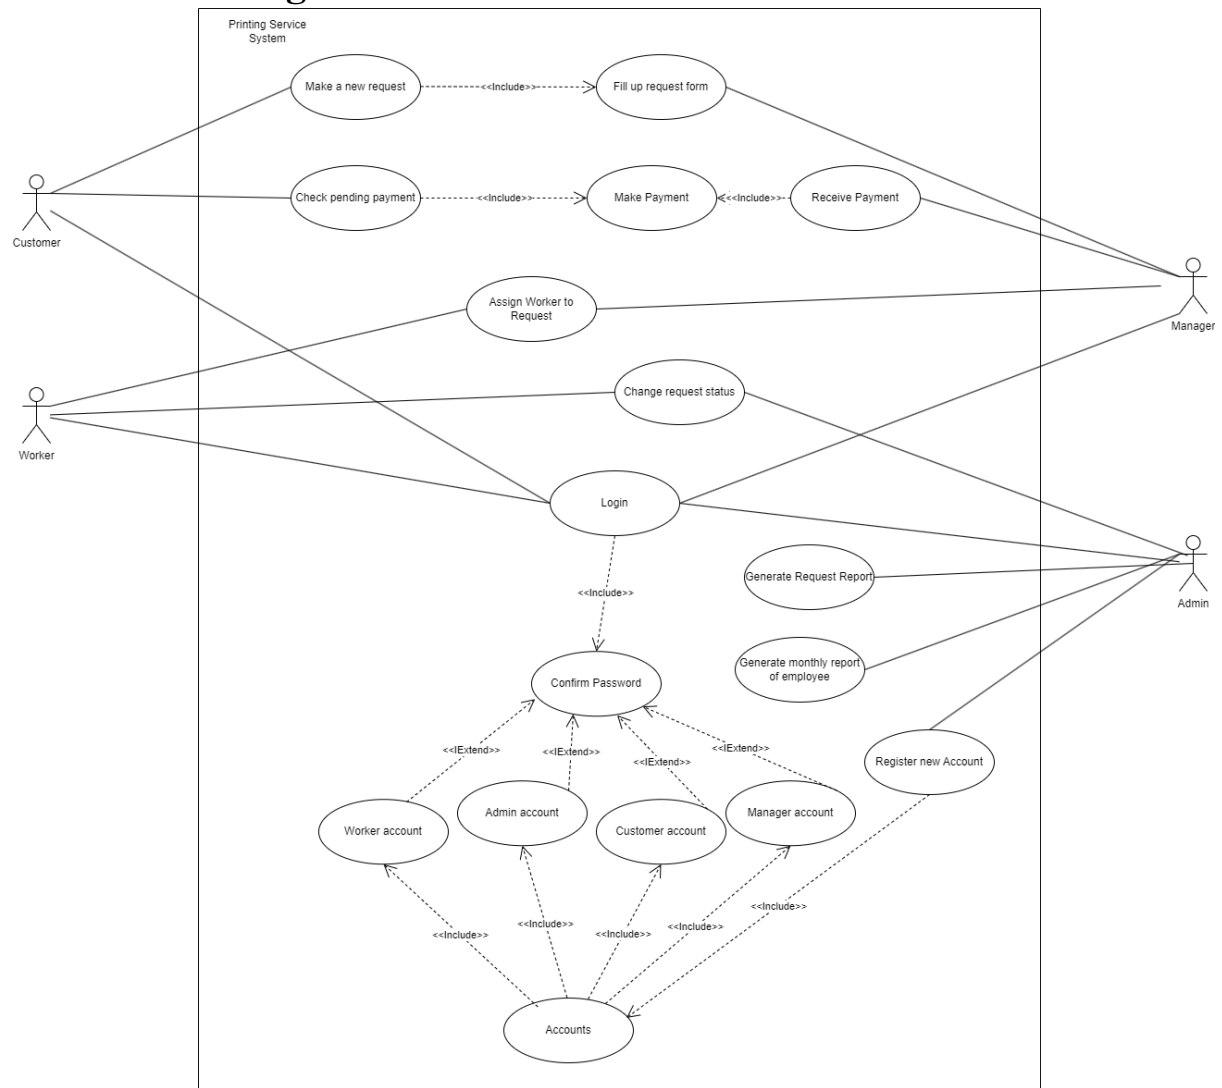 Printing Service
System
Make a new request
<<Include>>
Fill up request form
Check pending payment
<<Include>>
Make Payment
<<Include>>
Receive Payment
Customer
Assign Worker to
Request
Manager
Change request status
Worker
Login
Generate Request Report
<<Include>>
Admin
Generate monthly report
of employee
Confirm Password
<<IExtend>>
<<IExtend>>
<<IExtend>>
<<IExtend>>
Register new Account
Worker account
Admin account
Customer account
Manager account
<<Include>>
<<Include>>
<<Include>>
<<Include>>
<<Include>>
Accounts